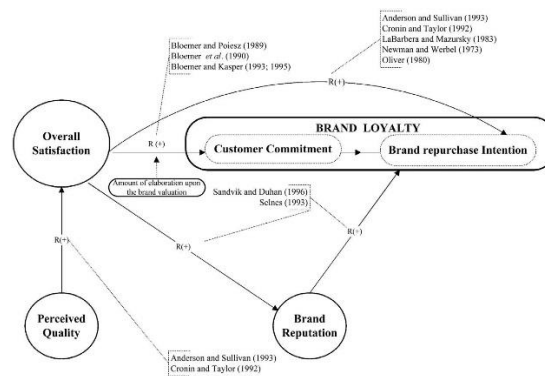 Anderson and Sullivan (1993)
Cronin and Taylor (1992)
LaBarbera and Mazursky (1983)
Newman and Werbel (1973)
Oliver (1980)
Bloemer and Poiesz (1989)
Bloemer et al. (1990)
Bloemer and Kasper (1993; 1995)
R(+)
Overall
Satisfaction
R (+)
BRAND LOYALTY
Customer Commitment
Brand repurchase Intention
Amount of elaboration upon
the brand valuation
Sandvik and Duhan (1996)
Selnes (1993)
R(+)
R(+)
R(+)
Perceived
Quality
Brand
Reputation
Anderson and Sullivan (1993)
Cronin and Taylor (1992)